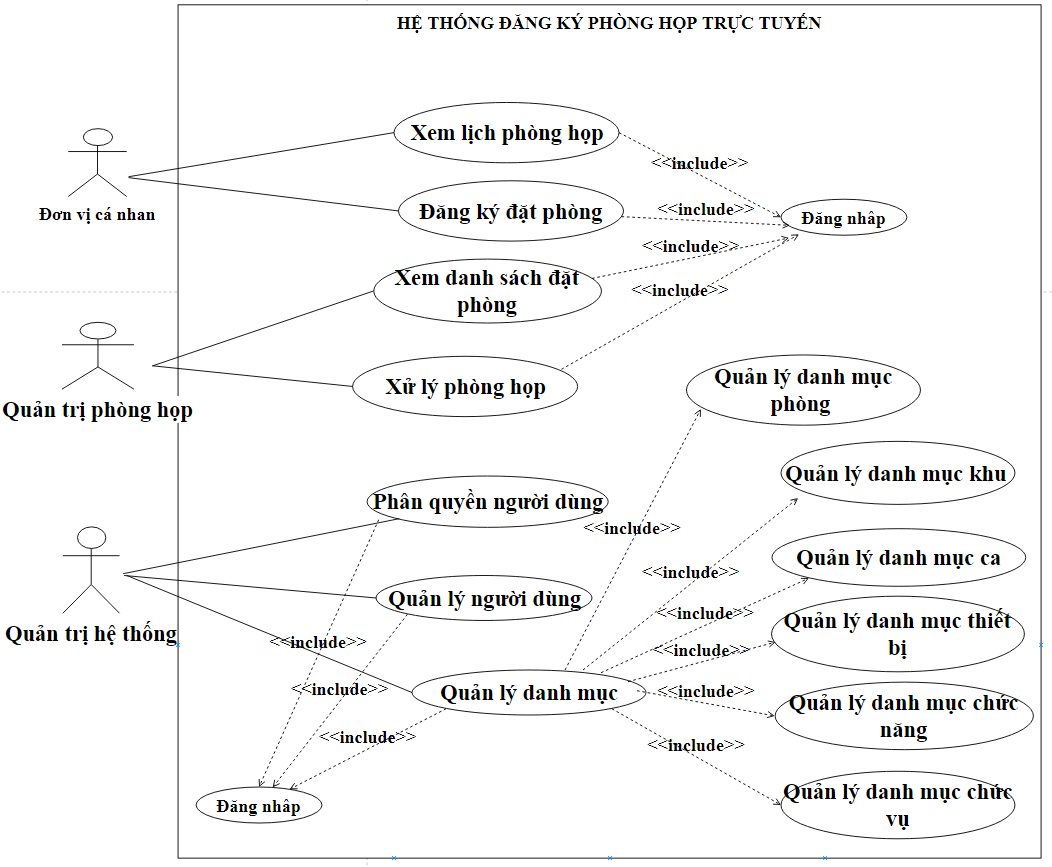 HỆ THỐNG ĐĂNG KÝ PHÒNG HỌP TRỰC TUYẾN
Xem lịch phòng họp
<<include>>
Đơn vị cá nhan
Đăng ký đặt phòng
<<include>>
Đăng nhâp
<<include>>
Xem danh sách đặt
phòng
<<include>>
Xử lý phòng họp
Quản trị phòng họp
Quản lý danh mục
phòng
Quản lý danh mục khu
Phân quyền người dùng
<<include>>
Quản lý danh mục ca
<<include>>
Quản lý người dùng
<<include>>
Quản lý danh mục thiết
bị
Quản trị hệ thống
<<include>>
<<include>>
<<include>>
Quản lý danh mục
<<include>>
Quản lý danh mục chức
năng
<<include>>
<<include>>
Quản lý danh mục chức
vụ
Đăng nhâp